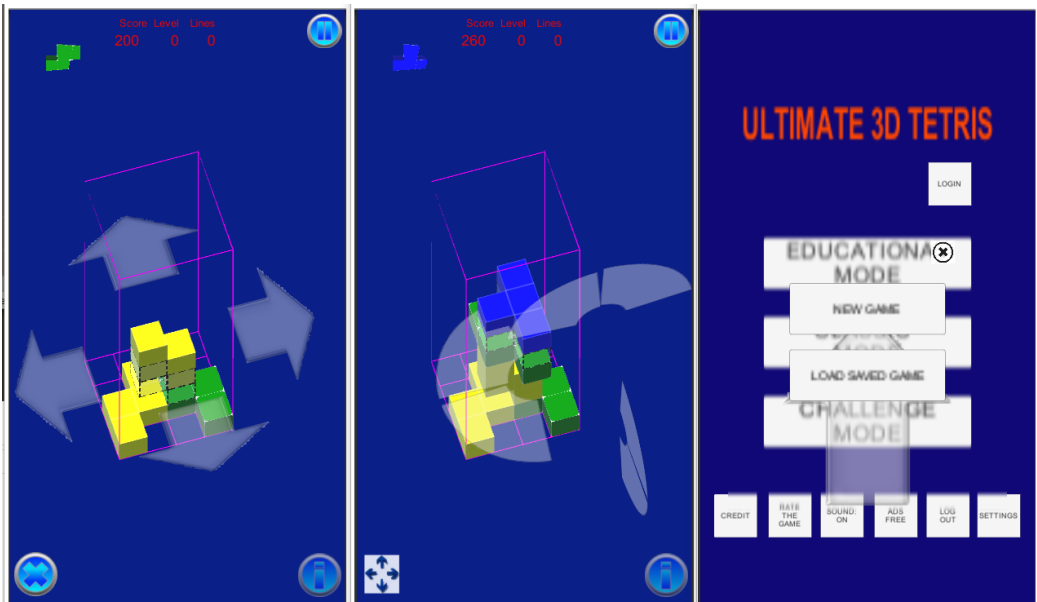 Score Level Lines
200 0 0
Score Level Lines
260 0 0
ULTIMATE 3D TETRIS
LOGIN
EDUCATIONA
MODE
NEW GAME
LOAD SAVED GAME
CHALLENGE
MODE
CREDIT
RATE
THE
GAME
SOUND:
ON
ADS
FREE
LOG
OUT
SETTINGS